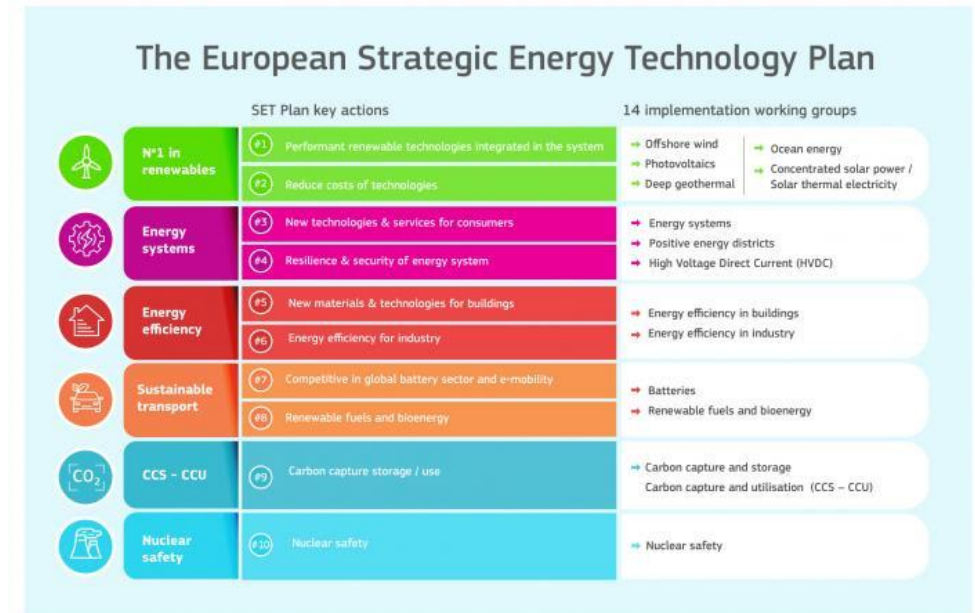 The European Strategic Energy Technology Plan
SET Plan key actions
14 implementation working groups
N°1 in
renewables
#1 Performant renewable technologies integrated in the system
#2 Reduce costs of technologies
→ Offshore wind
→ Photovoltaics
→ Deep geothermal
→ Ocean energy
→ Concentrated solar power /
Solar thermal electricity
Energy
systems
#3 New technologies & services for consumers
#4 Resilience & security of energy system
→ Energy systems
→ Positive energy districts
→ High Voltage Direct Current (HVDC)
Energy
efficiency
#5 New materials & technologies for buildings
#6 Energy efficiency for industry
→ Energy efficiency in buildings
→ Energy efficiency in industry
Sustainable
transport
#7 Competitive in global battery sector and e-mobility
#8 Renewable fuels and bioenergy
→ Batteries
→ Renewable fuels and bioenergy
CO₂
CCS - CCU
#9 Carbon capture storage / use
→ Carbon capture and storage
Carbon capture and utilisation (CCS – CCU)
Nuclear
safety
#10 Nuclear safety
→ Nuclear safety